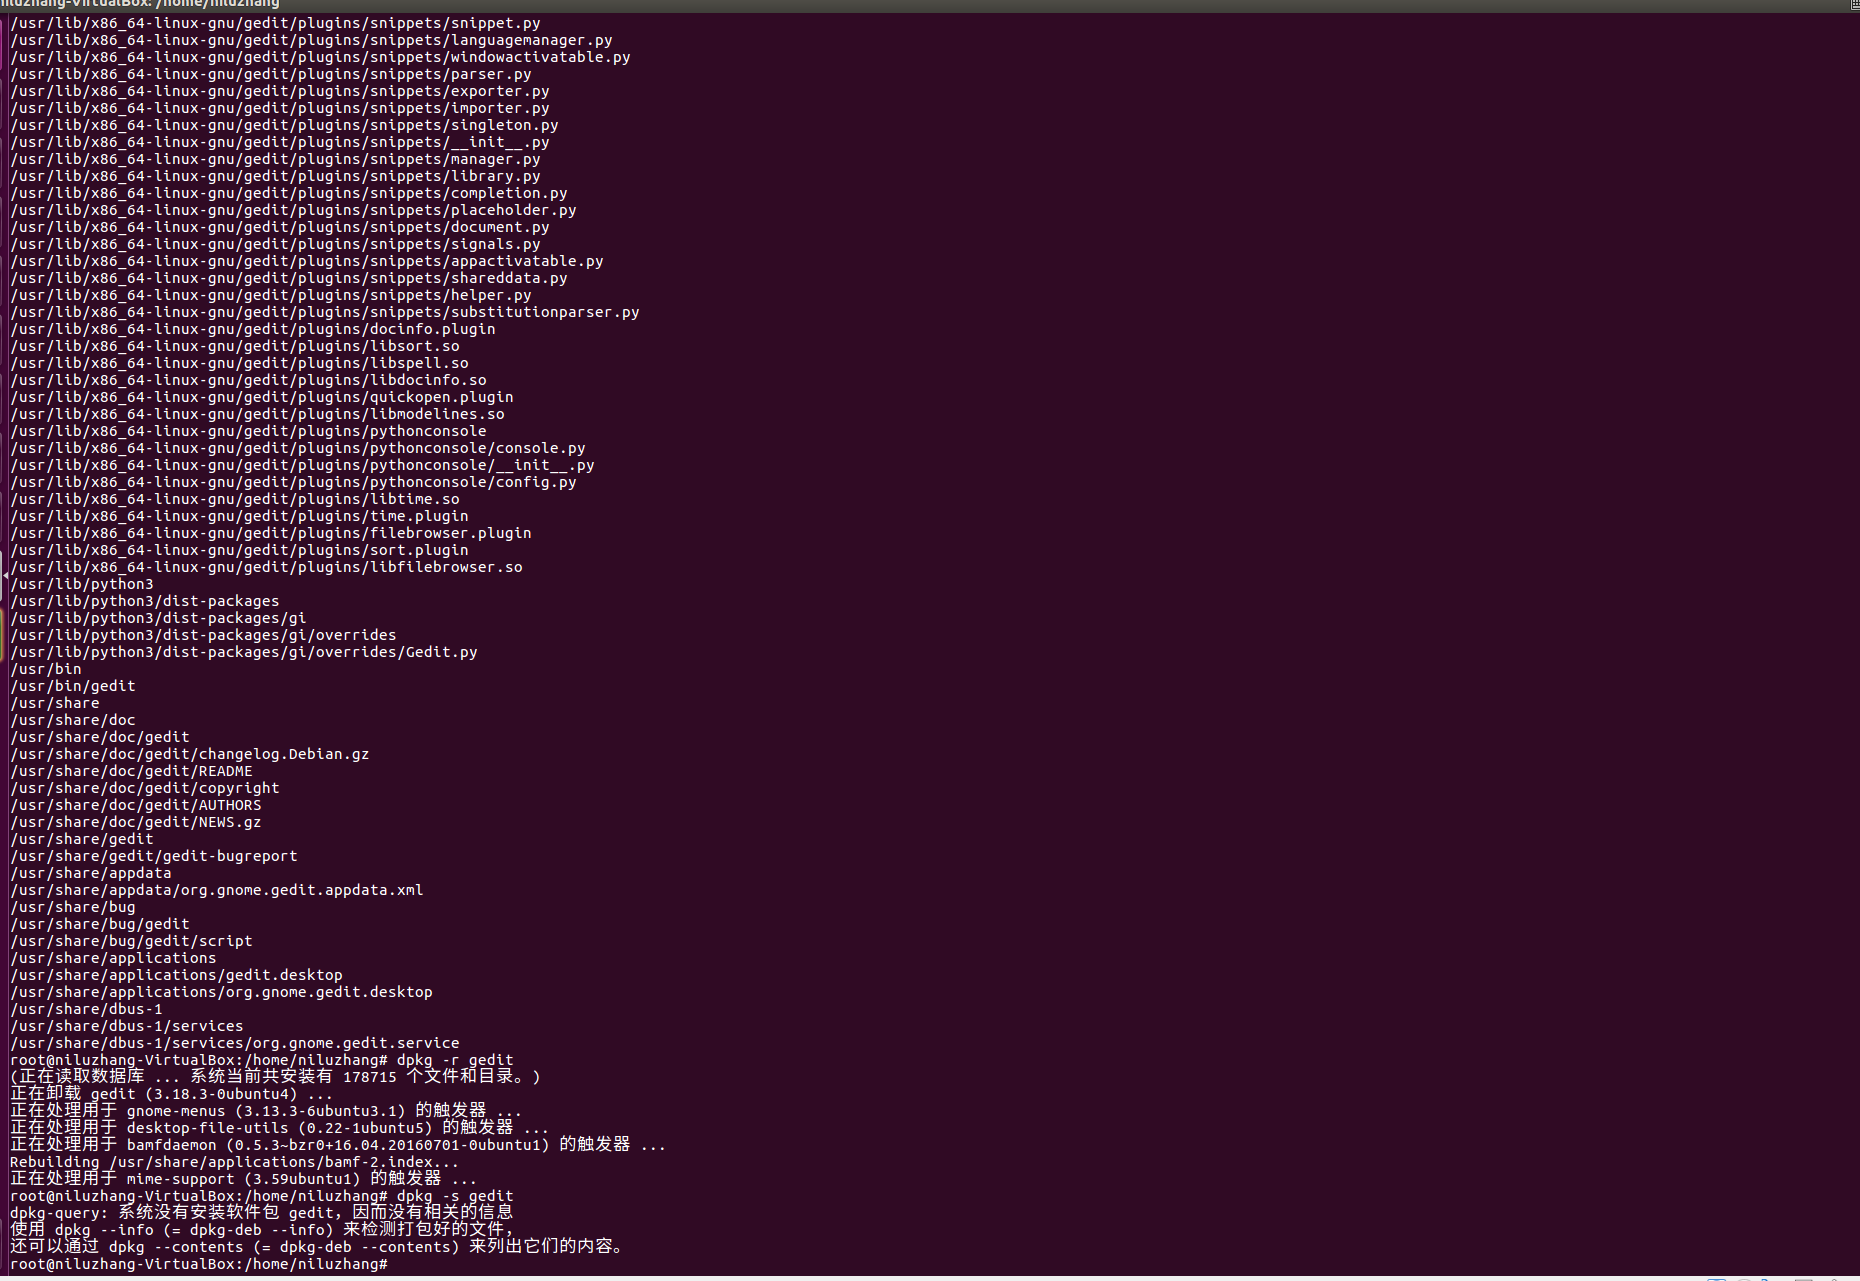 niluzhang-VirtualBox: /home/niluzhang
/usr/lib/x86_64-linux-gnu/gedit/plugins/snippets/snippet.py
/usr/lib/x86_64-linux-gnu/gedit/plugins/snippets/languagemanager.py
/usr/lib/x86_64-linux-gnu/gedit/plugins/snippets/windowactivatable.py
/usr/lib/x86_64-linux-gnu/gedit/plugins/snippets/parser.py
/usr/lib/x86_64-linux-gnu/gedit/plugins/snippets/exporter.py
/usr/lib/x86_64-linux-gnu/gedit/plugins/snippets/importer.py
/usr/lib/x86_64-linux-gnu/gedit/plugins/snippets/singleton.py
/usr/lib/x86_64-linux-gnu/gedit/plugins/snippets/__init__.py
/usr/lib/x86_64-linux-gnu/gedit/plugins/snippets/manager.py
/usr/lib/x86_64-linux-gnu/gedit/plugins/snippets/library.py
/usr/lib/x86_64-linux-gnu/gedit/plugins/snippets/completion.py
/usr/lib/x86_64-linux-gnu/gedit/plugins/snippets/placeholder.py
/usr/lib/x86_64-linux-gnu/gedit/plugins/snippets/document.py
/usr/lib/x86_64-linux-gnu/gedit/plugins/snippets/signals.py
/usr/lib/x86_64-linux-gnu/gedit/plugins/snippets/appactivatable.py
/usr/lib/x86_64-linux-gnu/gedit/plugins/snippets/shareddata.py
/usr/lib/x86_64-linux-gnu/gedit/plugins/snippets/helper.py
/usr/lib/x86_64-linux-gnu/gedit/plugins/snippets/substitutionparser.py
/usr/lib/x86_64-linux-gnu/gedit/plugins/docinfo.plugin
/usr/lib/x86_64-linux-gnu/gedit/plugins/libsort.so
/usr/lib/x86_64-linux-gnu/gedit/plugins/libspell.so
/usr/lib/x86_64-linux-gnu/gedit/plugins/libdocinfo.so
/usr/lib/x86_64-linux-gnu/gedit/plugins/quickopen.plugin
/usr/lib/x86_64-linux-gnu/gedit/plugins/libmodelines.so
/usr/lib/x86_64-linux-gnu/gedit/plugins/pythonconsole
/usr/lib/x86_64-linux-gnu/gedit/plugins/pythonconsole/console.py
/usr/lib/x86_64-linux-gnu/gedit/plugins/pythonconsole/__init__.py
/usr/lib/x86_64-linux-gnu/gedit/plugins/pythonconsole/config.py
/usr/lib/x86_64-linux-gnu/gedit/plugins/libtime.so
/usr/lib/x86_64-linux-gnu/gedit/plugins/time.plugin
/usr/lib/x86_64-linux-gnu/gedit/plugins/filebrowser.plugin
/usr/lib/x86_64-linux-gnu/gedit/plugins/sort.plugin
/usr/lib/x86_64-linux-gnu/gedit/plugins/libfilebrowser.so
/usr/lib/python3
/usr/lib/python3/dist-packages
/usr/lib/python3/dist-packages/gi
/usr/lib/python3/dist-packages/gi/overrides
/usr/lib/python3/dist-packages/gi/overrides/Gedit.py
/usr/bin
/usr/bin/gedit
/usr/share
/usr/share/doc
/usr/share/doc/gedit
/usr/share/doc/gedit/changelog.Debian.gz
/usr/share/doc/gedit/README
/usr/share/doc/gedit/copyright
/usr/share/doc/gedit/AUTHORS
/usr/share/doc/gedit/NEWS.gz
/usr/share/gedit
/usr/share/gedit/gedit-bugreport
/usr/share/appdata
/usr/share/appdata/org.gnome.gedit.appdata.xml
/usr/share/bug
/usr/share/bug/gedit
/usr/share/bug/gedit/script
/usr/share/applications
/usr/share/applications/gedit.desktop
/usr/share/applications/org.gnome.gedit.desktop
/usr/share/dbus-1
/usr/share/dbus-1/services
/usr/share/dbus-1/services/org.gnome.gedit.service
root@niluzhang-VirtualBox:/home/niluzhang# dpkg -r gedit
(正在读取数据库 ... 系统当前共安装有 178715 个文件和目录。)
正在卸载 gedit (3.18.3-0ubuntu4) ...
正在处理用于 gnome-menus (3.13.3-6ubuntu3.1) 的触发器 ...
正在处理用于 desktop-file-utils (0.22-1ubuntu5) 的触发器 ...
正在处理用于 bamfdaemon (0.5.3~bzr0+16.04.20160701-0ubuntu1) 的触发器 ...
Rebuilding /usr/share/applications/bamf-2.index...
正在处理用于 mime-support (3.59ubuntu1) 的触发器 ...
root@niluzhang-VirtualBox:/home/niluzhang# dpkg -s gedit
dpkg-query: 系统没有安装软件包 gedit，因而没有相关的信息
使用 dpkg --info (= dpkg-deb --info) 来检测打包好的文件，
还可以通过 dpkg --contents (= dpkg-deb --contents) 来列出它们的内容。
root@niluzhang-VirtualBox:/home/niluzhang#